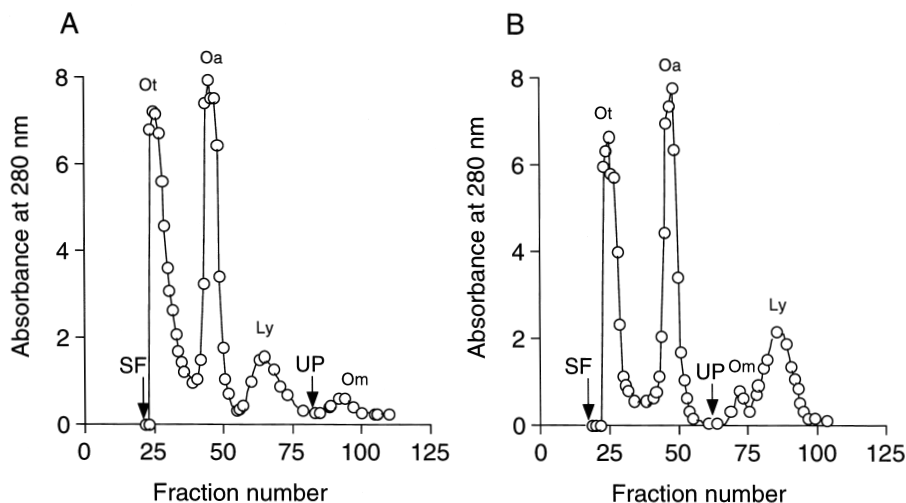 A
Absorbance at 280 nm
8
6
4
2
0
Ot
Oa
Ly
SF
UP
Om
0 25 50 75 100 125
Fraction number
B
Absorbance at 280 nm
8
6
4
2
0
Ot
Oa
Ly
SF
UP Om
0 25 50 75 100 125
Fraction number